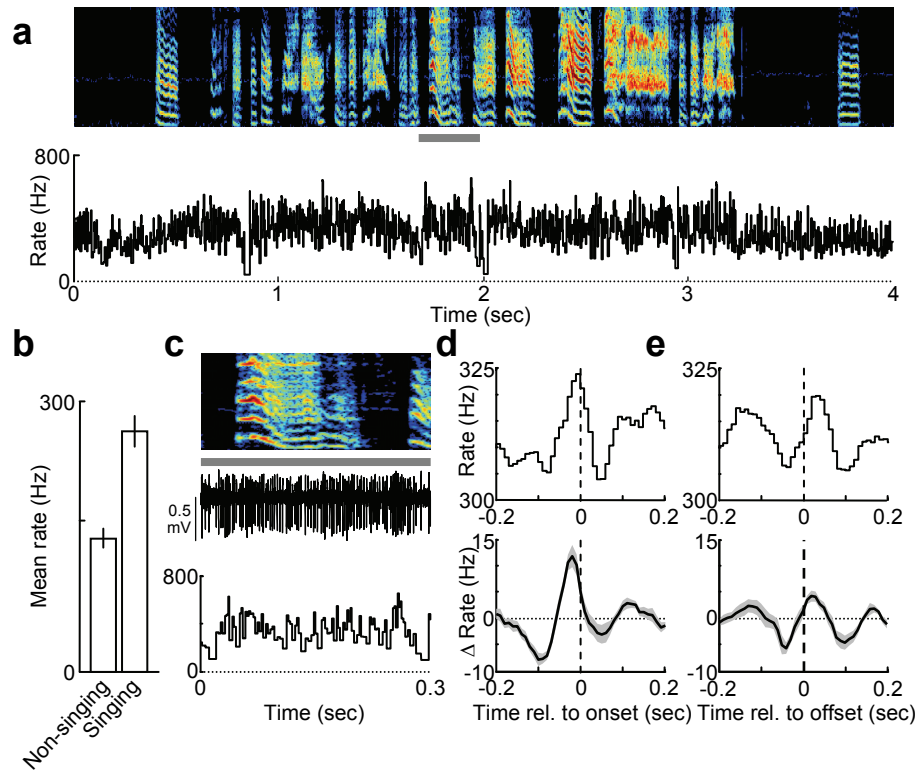 a
800
Rate (Hz)
0
0 1 2 3 4
Time (sec)
b
300
Mean rate (Hz)
0
Non-singing
Singing
c
0.5
mV
800
0
0 0.3
Time (sec)
d
325
Rate (Hz)
300
-0.2 0 0.2
15
Δ Rate (Hz)
0
-10
-0.2 0 0.2
Time rel. to onset (sec)
e
325
300
-0.2 0 0.2
15
0
-10
-0.2 0 0.2
Time rel. to offset (sec)